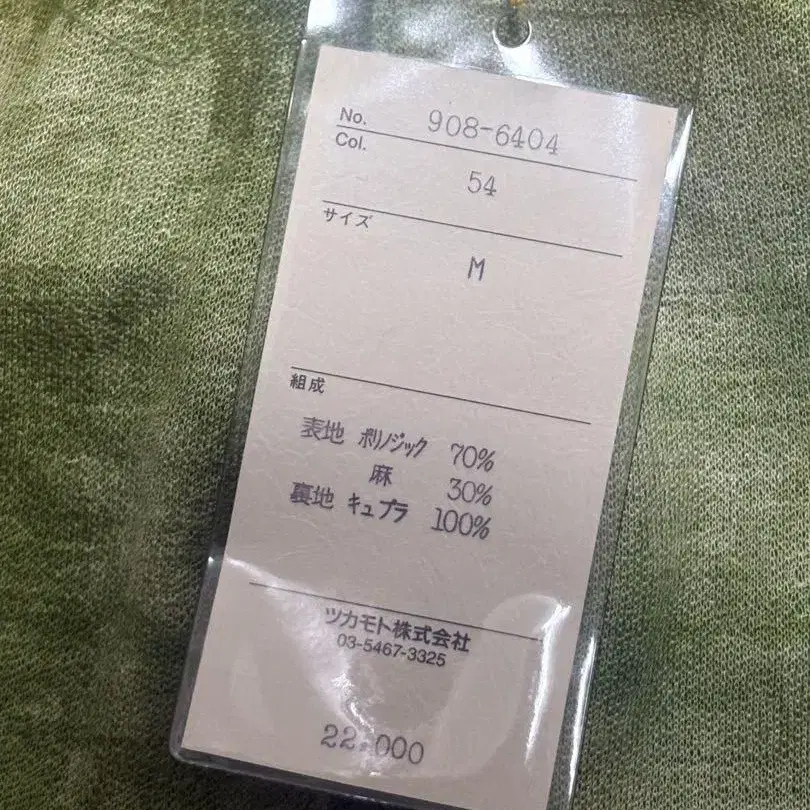 No. 908-6404
Col.
54
サイズ
M
組成
表地 ポリノジック 70%
麻 30%
裏地 キュプラ 100%
ツカモト株式会社
03-5467-3325
22.000